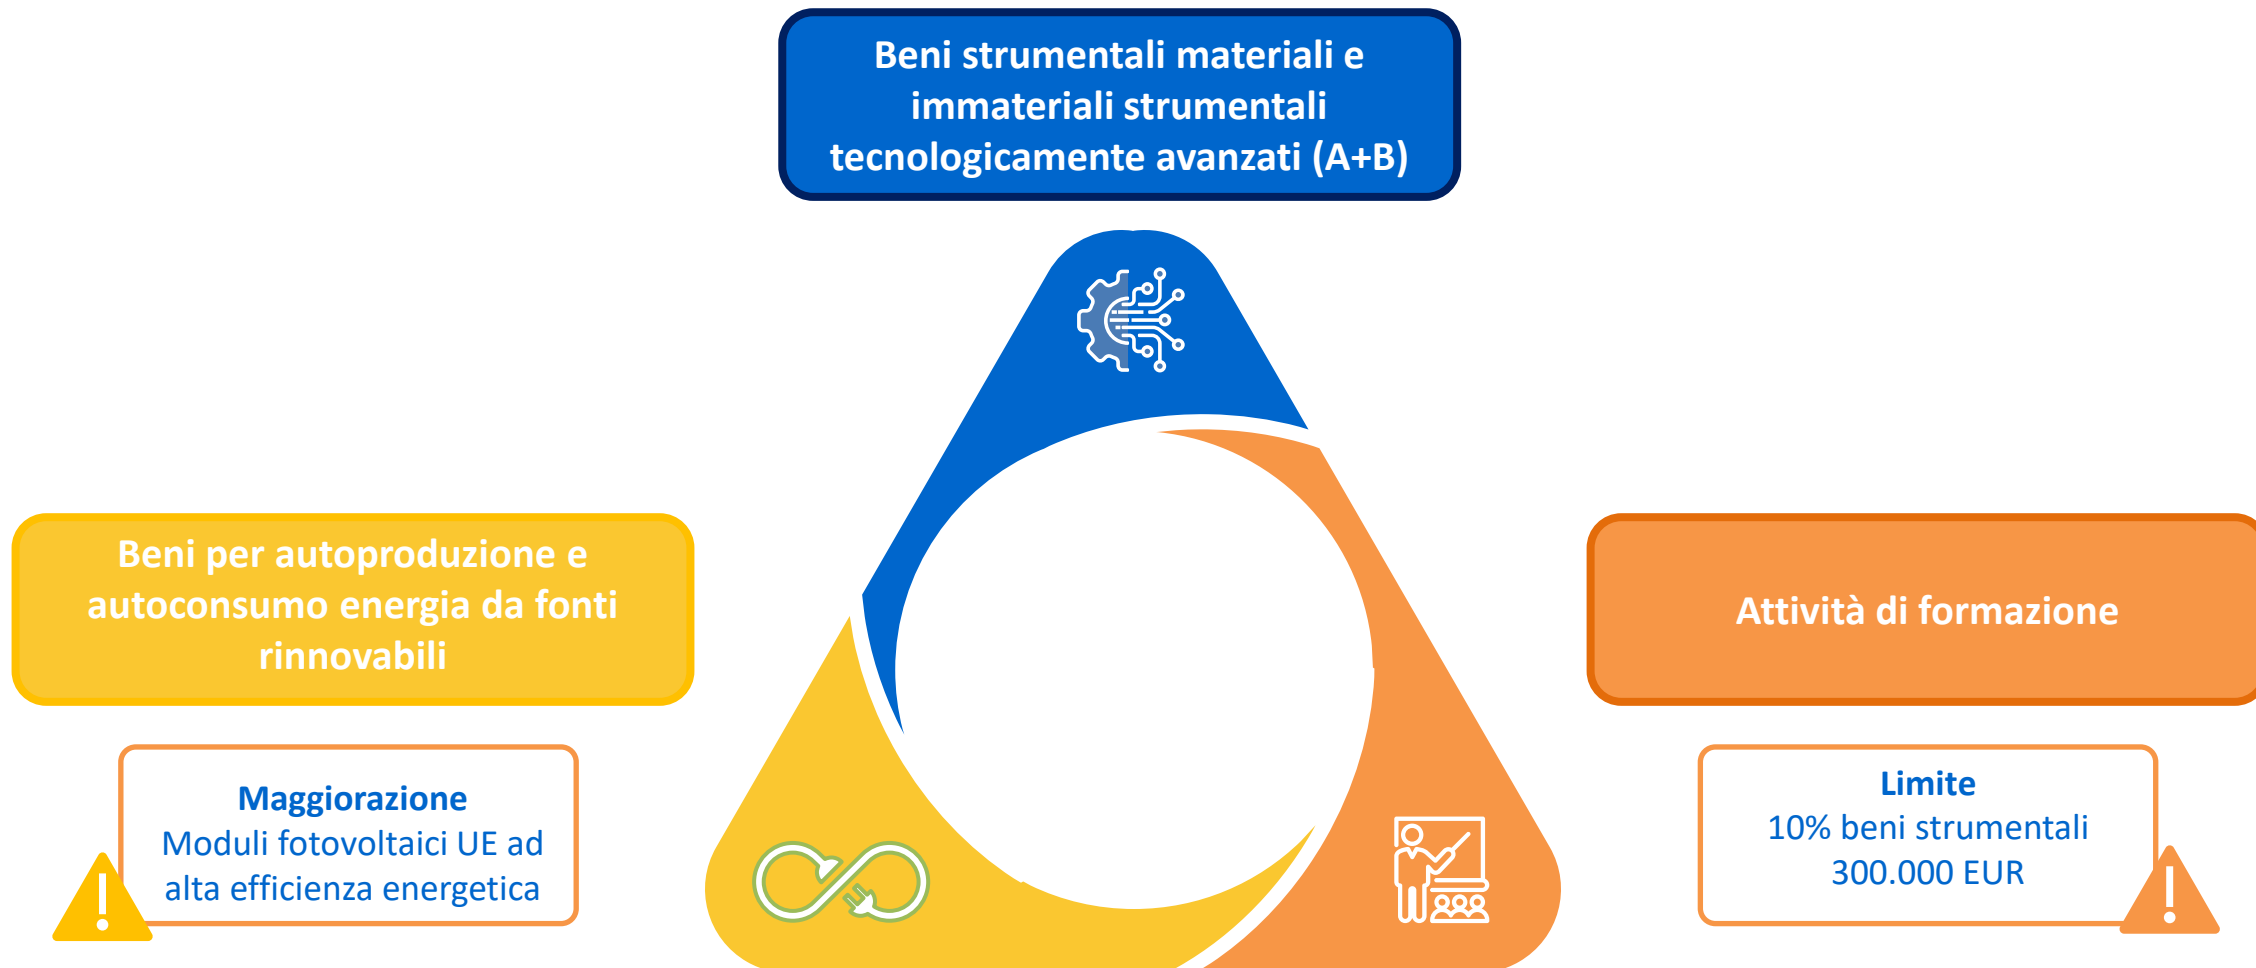 Beni strumentali materiali e
immateriali strumentali
tecnologicamente avanzati (A+B)
Beni per autoproduzione e
autoconsumo energia da fonti
rinnovabili
Attività di formazione
Maggiorazione
Moduli fotovoltaici UE ad
alta efficienza energetica
Limite
10% beni strumentali
300.000 EUR